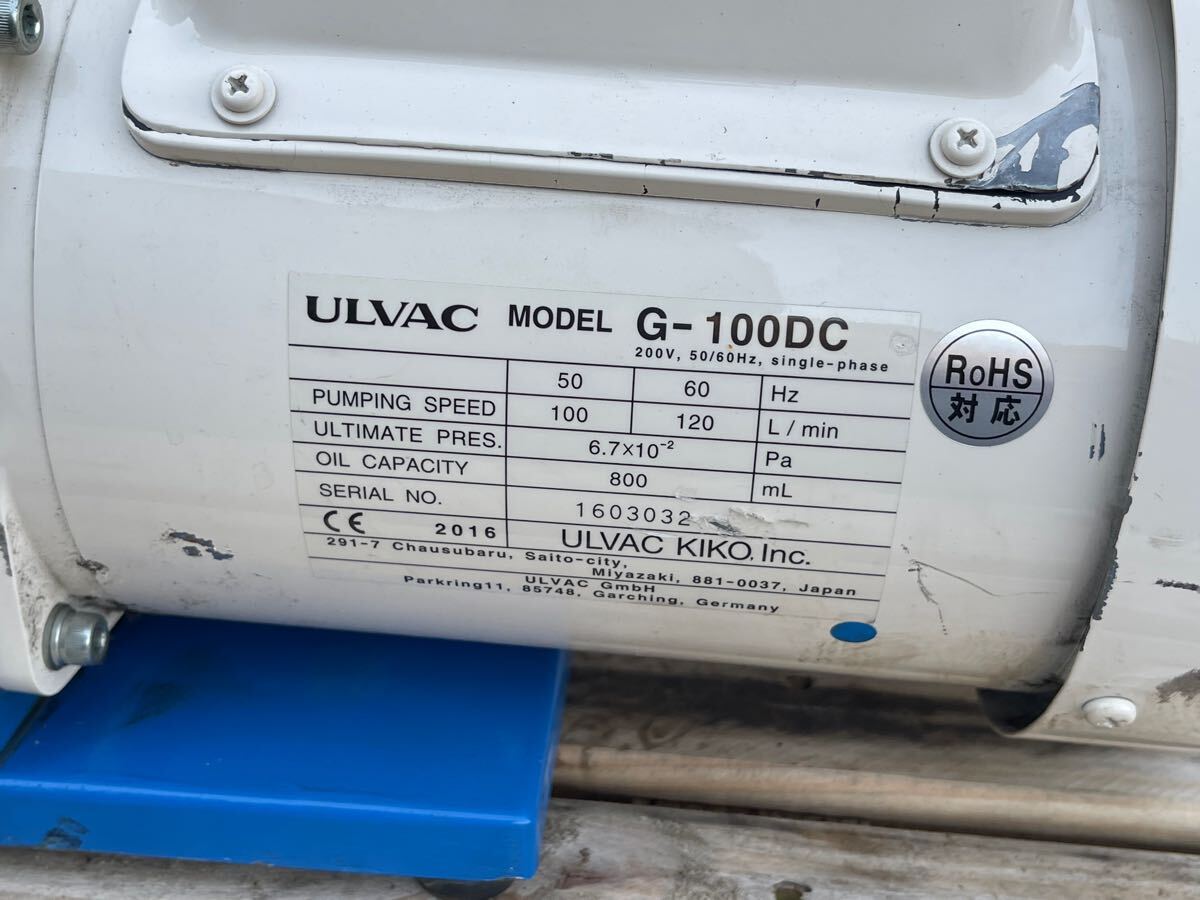 ULVAC MODEL G-100DC
200V, 50/60Hz, single-phase
50 60 Hz
PUMPING SPEED 100 120 L/min
ULTIMATE PRES. 6.7×10⁻² Pa
OIL CAPACITY 800 mL
SERIAL NO. 1603032
CE 2016 ULVAC KIKO, Inc.
291-7 Chausubaru, Saito-city,
Miyazaki, 881-0037, Japan
ULVAC GmbH
Parkring11, 85748, Garching, Germany
RoHS
対応